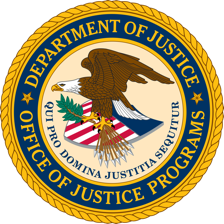 DEPARTMENT OF JUSTICE
QUI PRO DOMINA JUSTITIA SEQUITUR
OFFICE OF JUSTICE PROGRAMS